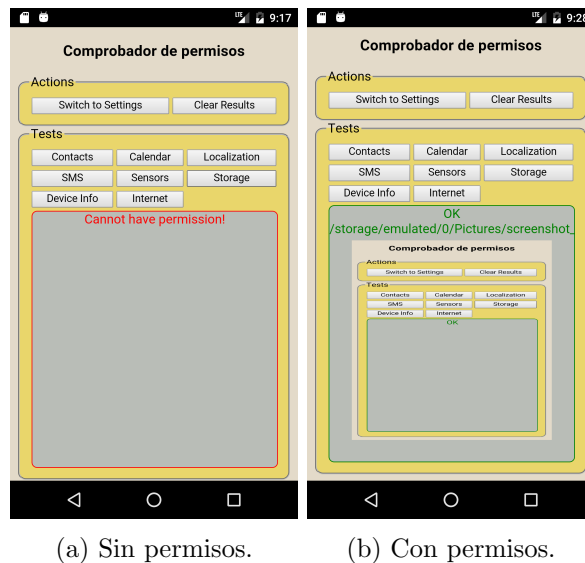 LTE 9:17
Comprobador de permisos
Actions
Switch to Settings Clear Results
Tests
Contacts Calendar Localization
SMS Sensors Storage
Device Info Internet
Cannot have permission!
(a) Sin permisos.
LTE 9:28
Comprobador de permisos
Actions
Switch to Settings Clear Results
Tests
Contacts Calendar Localization
SMS Sensors Storage
Device Info Internet
OK
/storage/emulated/0/Pictures/screenshot_
Comprobador de permisos
Actions
Switch to Settings Clear Results
Tests
Contacts Calendar Localization
SMS Sensors Storage
Device Info Internet
OK
(b) Con permisos.